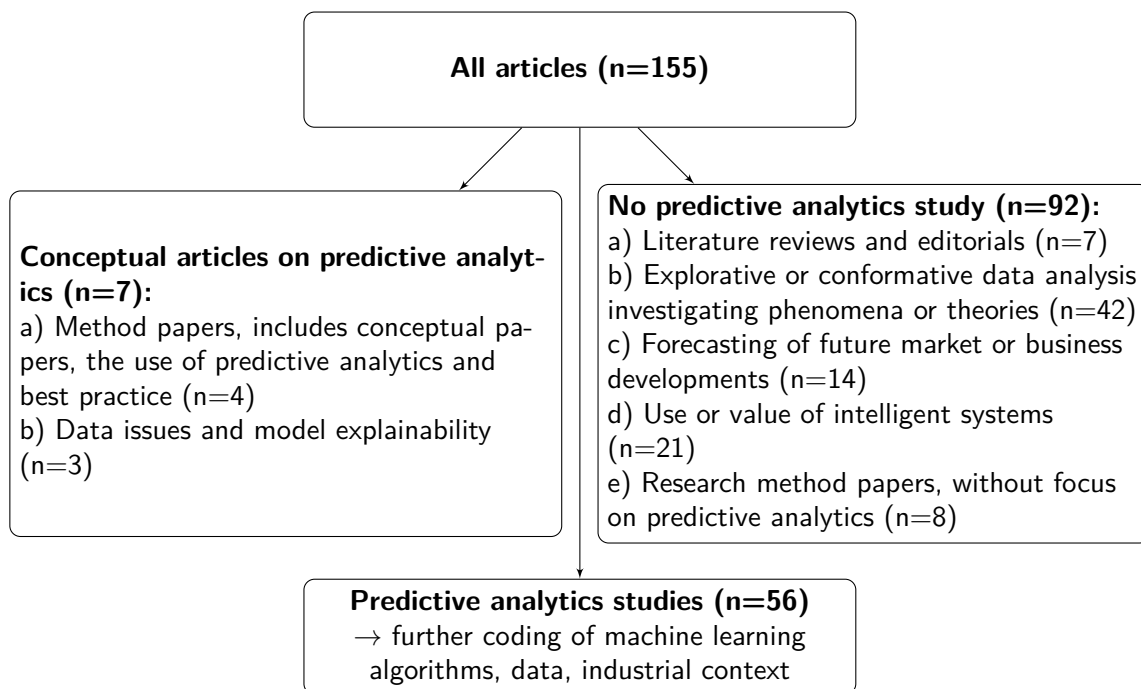 All articles (n=155)
Conceptual articles on predictive analyt-
ics (n=7):
a) Method papers, includes conceptual pa-
pers, the use of predictive analytics and
best practice (n=4)
b) Data issues and model explainability
(n=3)
No predictive analytics study (n=92):
a) Literature reviews and editorials (n=7)
b) Explorative or conformative data analysis
investigating phenomena or theories (n=42)
c) Forecasting of future market or business
developments (n=14)
d) Use or value of intelligent systems
(n=21)
e) Research method papers, without focus
on predictive analytics (n=8)
Predictive analytics studies (n=56)
→ further coding of machine learning
algorithms, data, industrial context